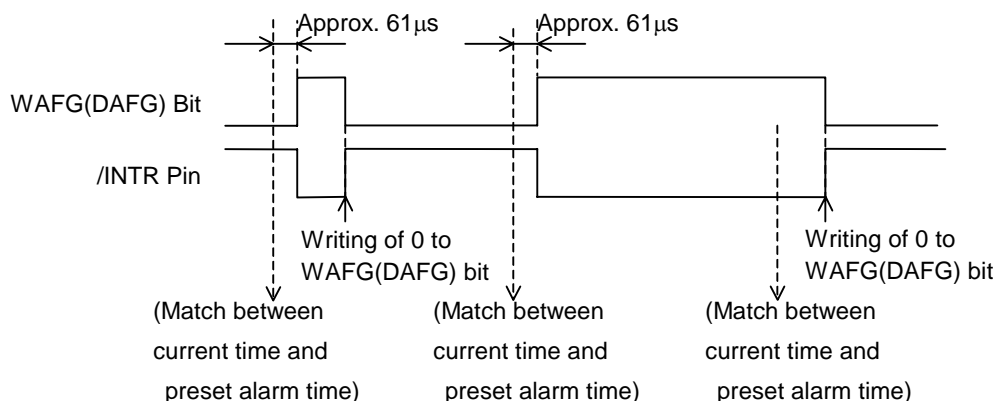 Approx. 61μs
Approx. 61μs
WAFG(DAFG) Bit
/INTR Pin
Writing of 0 to
WAFG(DAFG) bit
Writing of 0 to
WAFG(DAFG) bit
(Match between
current time and
preset alarm time)
(Match between
current time and
preset alarm time)
(Match between
current time and
preset alarm time)